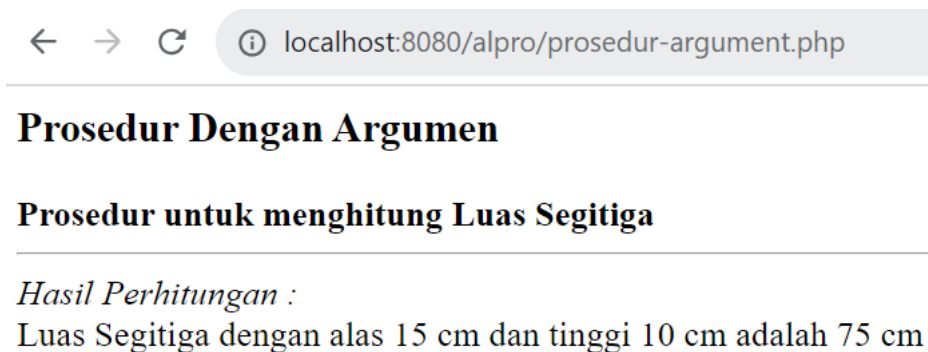 localhost:8080/alpro/prosedur-argument.php
Prosedur Dengan Argumen
Prosedur untuk menghitung Luas Segitiga
Hasil Perhitungan :
Luas Segitiga dengan alas 15 cm dan tinggi 10 cm adalah 75 cm